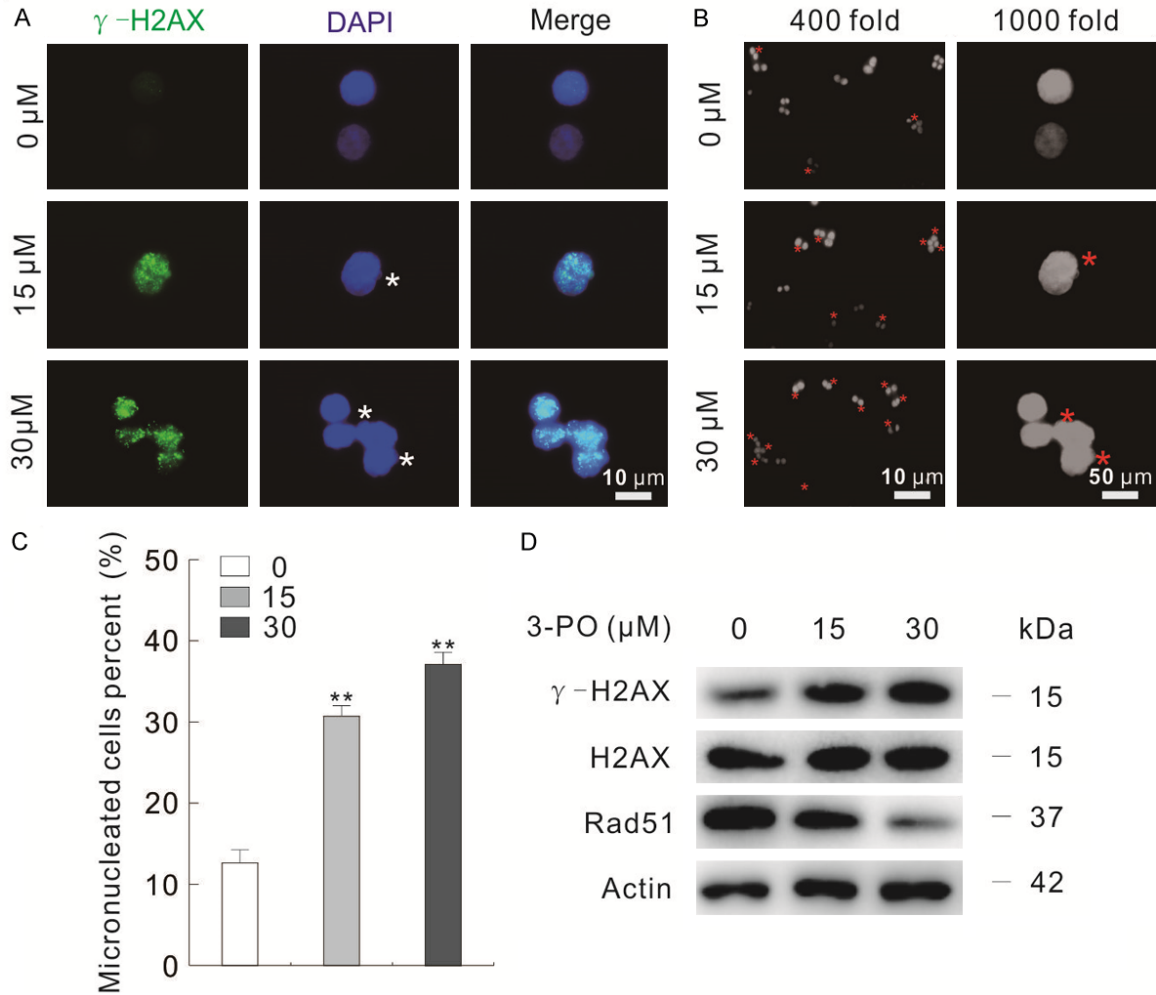 A
γ-H2AX
DAPI
Merge
0 µM
15 µM
*
30µM
*
*
10 µm
B
400 fold
1000 fold
0 µM
*
*
*
15 µM
* * * *
* *
*
30 µM
* * * *
* * *
* * *
*
10 µm
*
*
50 µm
C
Micronucleated cells percent (%)
50
40
30
20
10
0
0
15
30
**
**
D
3-PO (µM) 0 15 30 kDa
γ-H2AX — 15
H2AX — 15
Rad51 — 37
Actin — 42